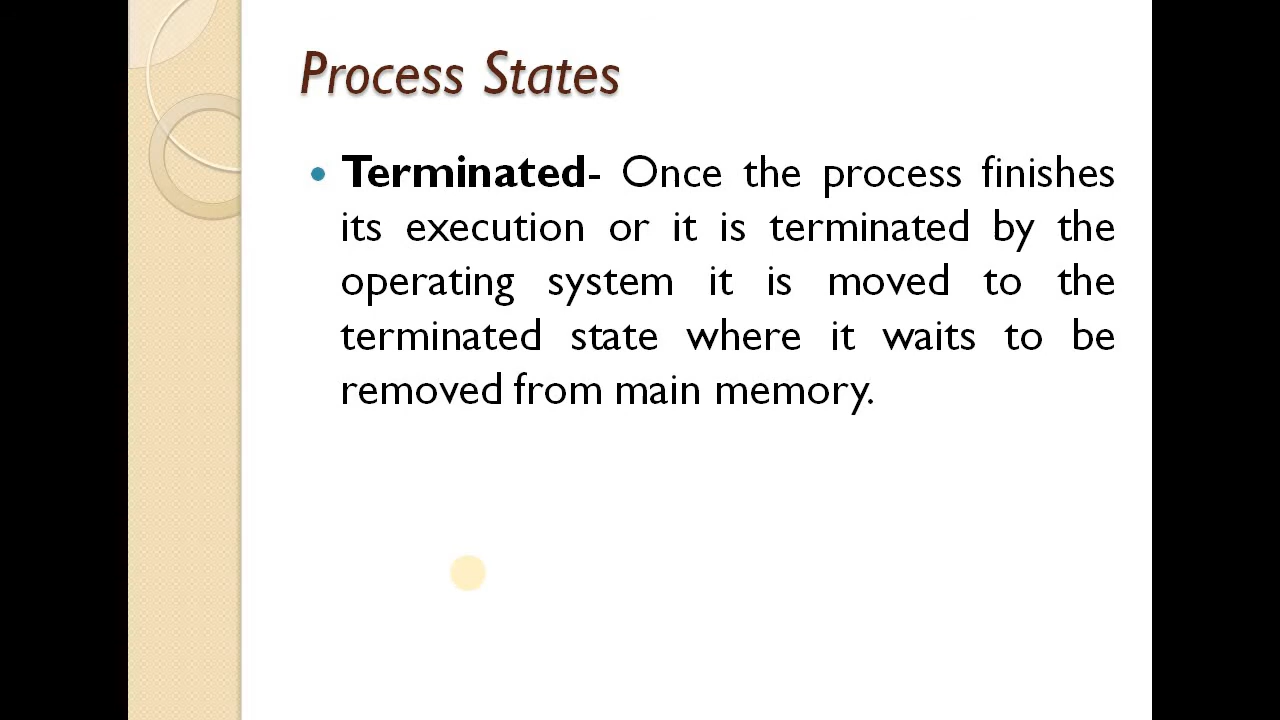 Process States
• Terminated- Once the process finishes
its execution or it is terminated by the
operating system it is moved to the
terminated state where it waits to be
removed from main memory.